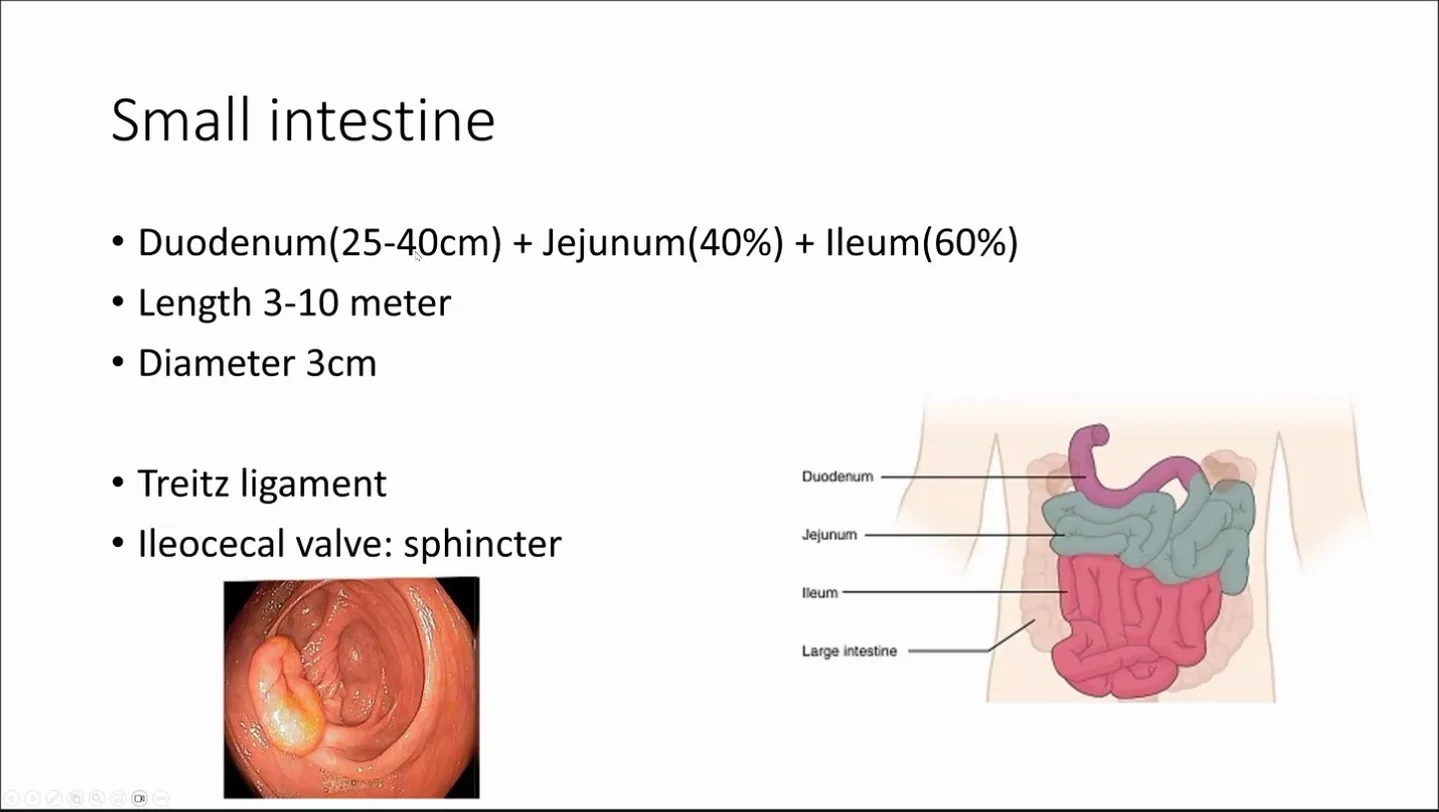 Small intestine
• Duodenum(25-40cm) + Jejunum(40%) + Ileum(60%)
• Length 3-10 meter
• Diameter 3cm
• Treitz ligament
• Ileocecal valve: sphincter
Duodenum
Jejunum
Ileum
Large intestine